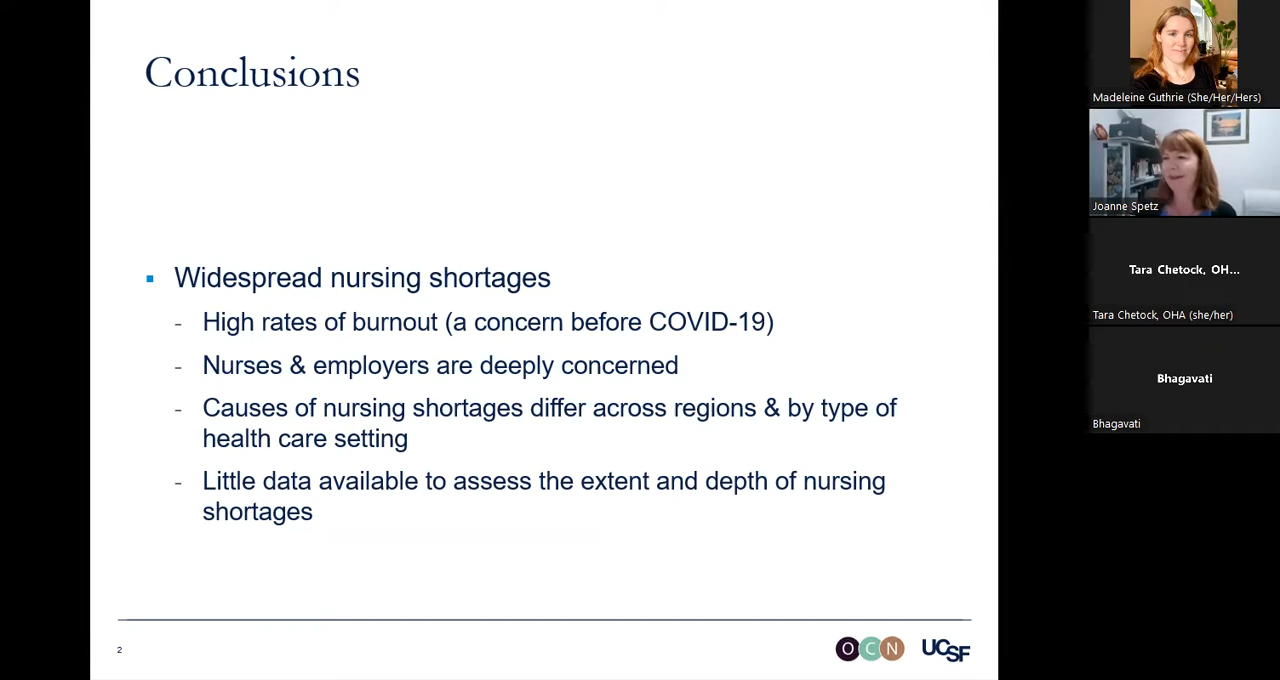 Conclusions
Widespread nursing shortages
- High rates of burnout (a concern before COVID-19)
- Nurses & employers are deeply concerned
- Causes of nursing shortages differ across regions & by type of
health care setting
- Little data available to assess the extent and depth of nursing
shortages
2
OCN
UCSF
Madeleine Guthrie (She/Her/Hers)
Joanne Spetz
Tara Chetock, OH...
Tara Chetock, OHA (she/her)
Bhagavati
Bhagavati